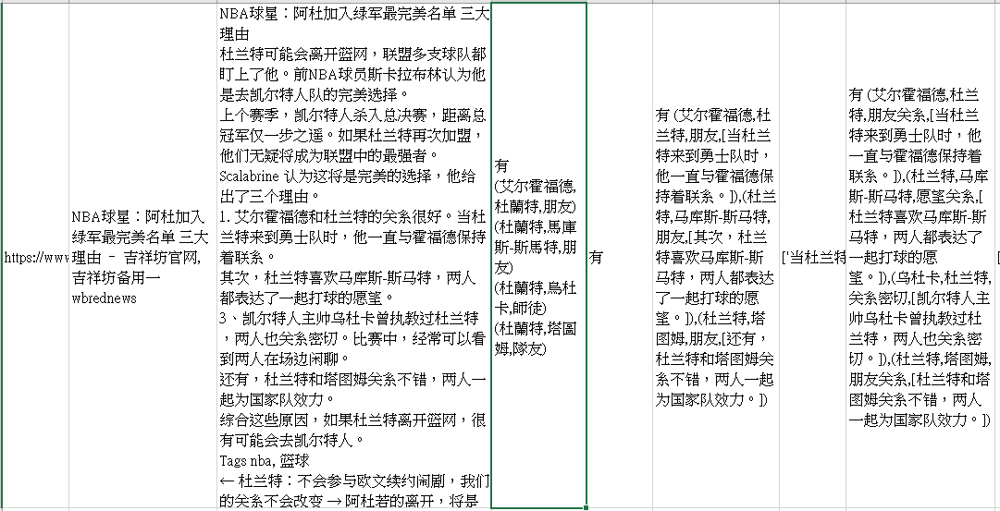 https://www
NBA球星：阿杜加入
绿军最完美名单 三大
理由 – 吉祥坊官网,
吉祥坊备用一
wbrednews
NBA球星：阿杜加入绿军最完美名单 三大
理由
杜兰特可能会离开篮网，联盟多支球队都
盯上了他。前NBA球员斯卡拉布林认为他
是去凯尔特人队的完美选择。
上个赛季，凯尔特人杀入总决赛，距离总
冠军仅一步之遥。如果杜兰特再次加盟，
他们无疑将成为联盟中的最强者。
Scalabrine 认为这将是完美的选择，他给
出了三个理由。
1. 艾尔霍福德和杜兰特的关系很好。当杜
兰特来到勇士队时，他一直与霍福德保持
着联系。
其次，杜兰特喜欢马库斯-斯马特，两人
都表达了一起打球的愿望。
3、凯尔特人主帅乌杜卡曾执教过杜兰特
，两人也关系密切。比赛中，经常可以看
到两人在场边闲聊。
还有，杜兰特和塔图姆关系不错，两人一
起为国家队效力。
综合这些原因，如果杜兰特离开篮网，很
有可能会去凯尔特人。
Tags nba, 篮球
← 杜兰特：不会参与欧文续约闹剧，我们
的关系不会改变 → 阿杜若的离开，将是
有
(艾尔霍福德,
杜蘭特,朋友)
(杜蘭特,馬庫
斯-斯馬特,朋
友)
(杜蘭特,烏杜
卡,師徒)
(杜蘭特,塔圖
姆,隊友)
有
有 (艾尔霍福德,杜
兰特,朋友,[当杜兰
特来到勇士队时，
他一直与霍福德保
持着联系。]),(杜兰
特,马库斯-斯马特,
朋友,[其次，杜兰
特喜欢马库斯-斯
马特，两人都表达
了一起打球的愿
望。]),(杜兰特,塔
图姆,朋友,[还有，
杜兰特和塔图姆关
系不错，两人一起
为国家队效力。])
['当杜兰特
有 (艾尔霍福德,杜兰
特,朋友关系,[当杜兰
特来到勇士队时，他
一直与霍福德保持着
联系。]),(杜兰特,马库
斯-斯马特,愿望关系,[
杜兰特喜欢马库斯-斯
马特，两人都表达了
一起打球的愿
望。]),(乌杜卡,杜兰特,
关系密切,[凯尔特人主
帅乌杜卡曾执教过杜
兰特，两人也关系密
切。]),(杜兰特,塔图姆,
朋友关系,[杜兰特和塔
图姆关系不错，两人
一起为国家队效力。])
[